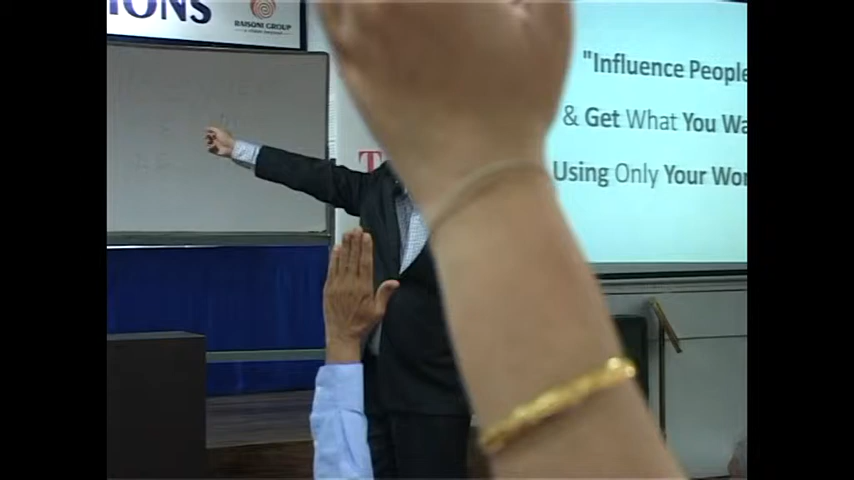 IONS
RAISONI GROUP
T
"Influence People
& Get What You Wa
Using Only Your Wor